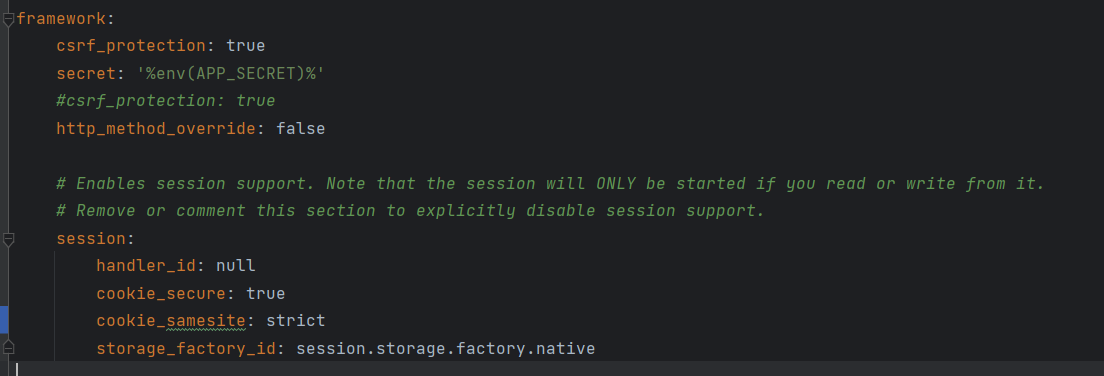 framework:
    csrf_protection: true
    secret: '%env(APP_SECRET)%'
    #csrf_protection: true
    http_method_override: false
    # Enables session support. Note that the session will ONLY be started if you read or write from it.
    # Remove or comment this section to explicitly disable session support.
    session:
        handler_id: null
        cookie_secure: true
        cookie_samesite: strict
        storage_factory_id: session.storage.factory.native